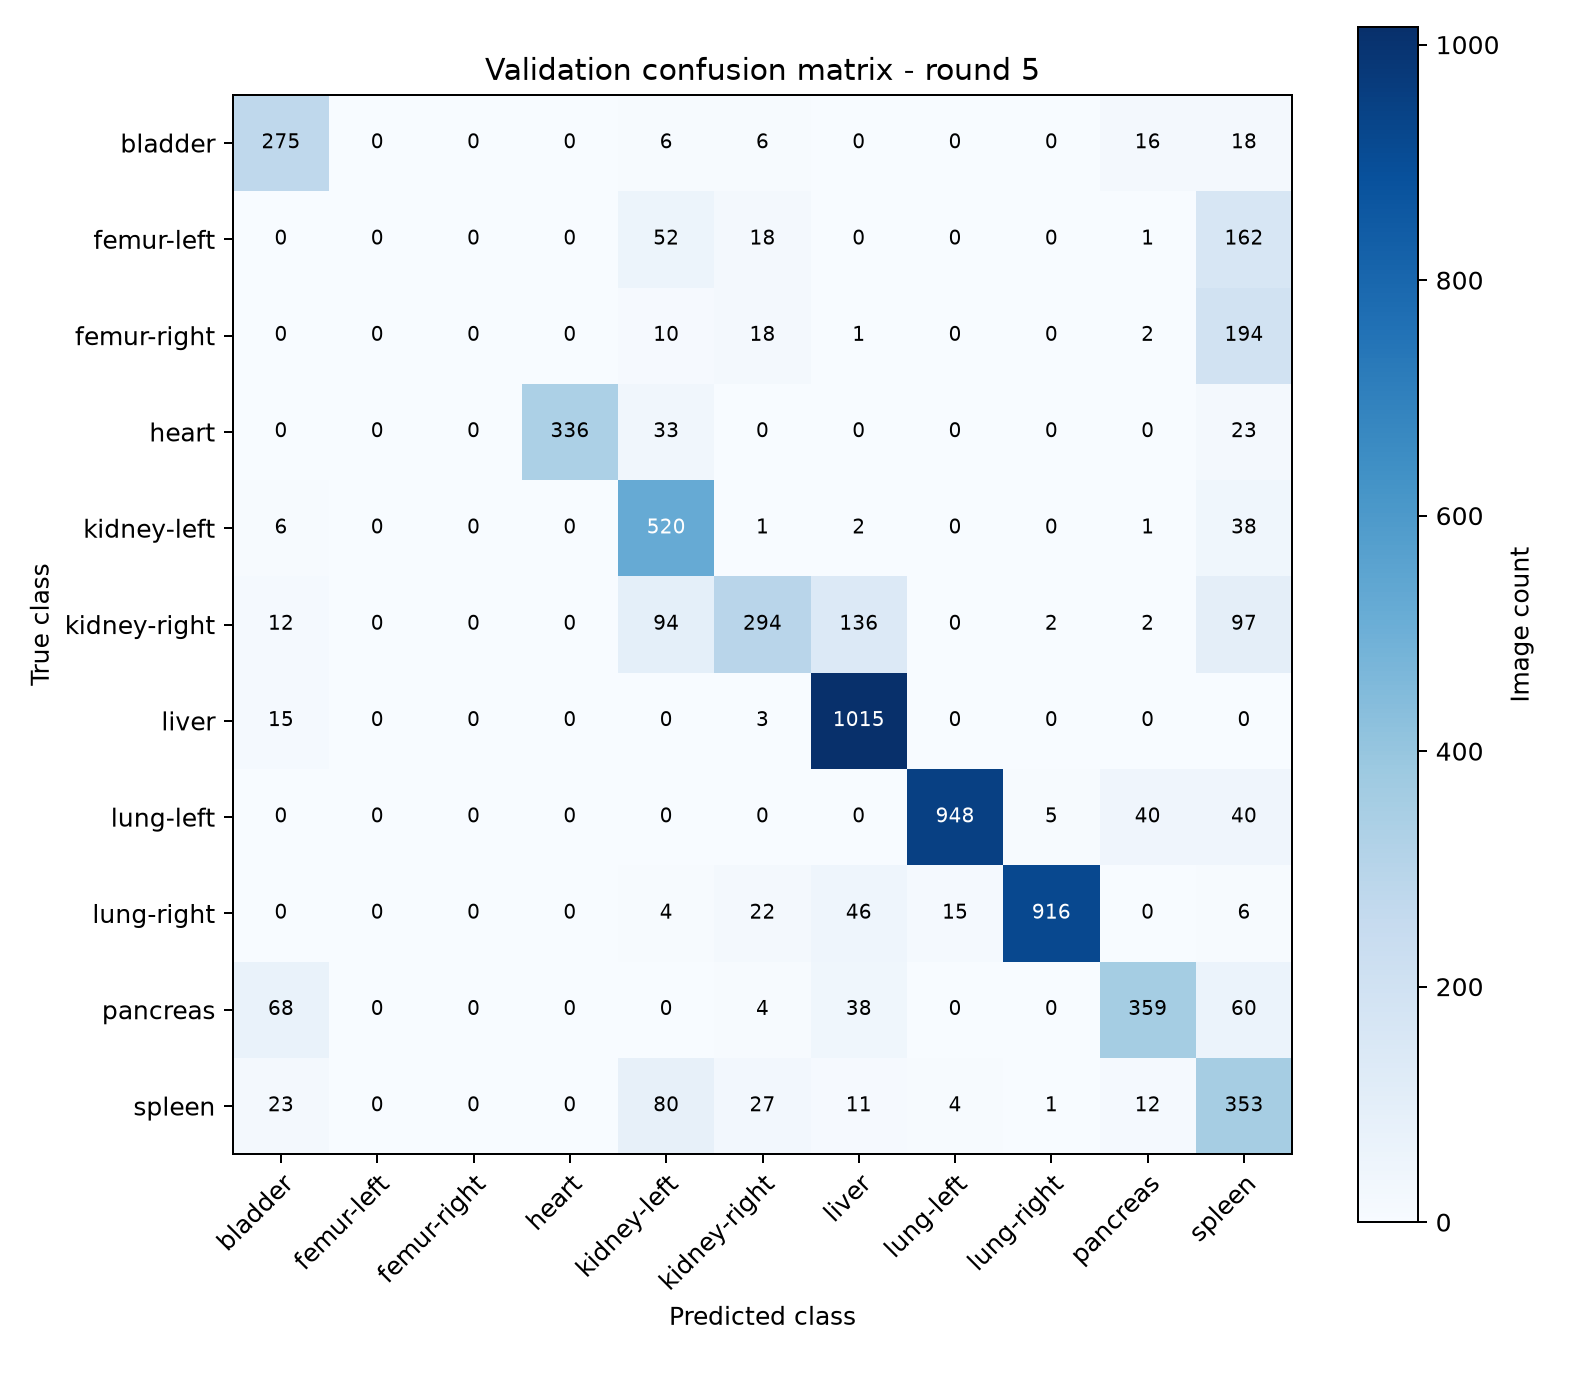 Validation confusion matrix - round 5
1000
800
600
400
200
0
Image count
True class
bladder 275 0 0 0 6 6 0 0 0 16 18
femur-left 0 0 0 0 52 18 0 0 0 1 162
femur-right 0 0 0 0 10 18 1 0 0 2 194
heart 0 0 0 336 33 0 0 0 0 0 23
kidney-left 6 0 0 0 520 1 2 0 0 1 38
kidney-right 12 0 0 0 94 294 136 0 2 2 97
liver 15 0 0 0 0 3 1015 0 0 0 0
lung-left 0 0 0 0 0 0 0 948 5 40 40
lung-right 0 0 0 0 4 22 46 15 916 0 6
pancreas 68 0 0 0 0 4 38 0 0 359 60
spleen 23 0 0 0 80 27 11 4 1 12 353
bladder femur-left femur-right heart kidney-left kidney-right liver lung-left lung-right pancreas spleen
Predicted class